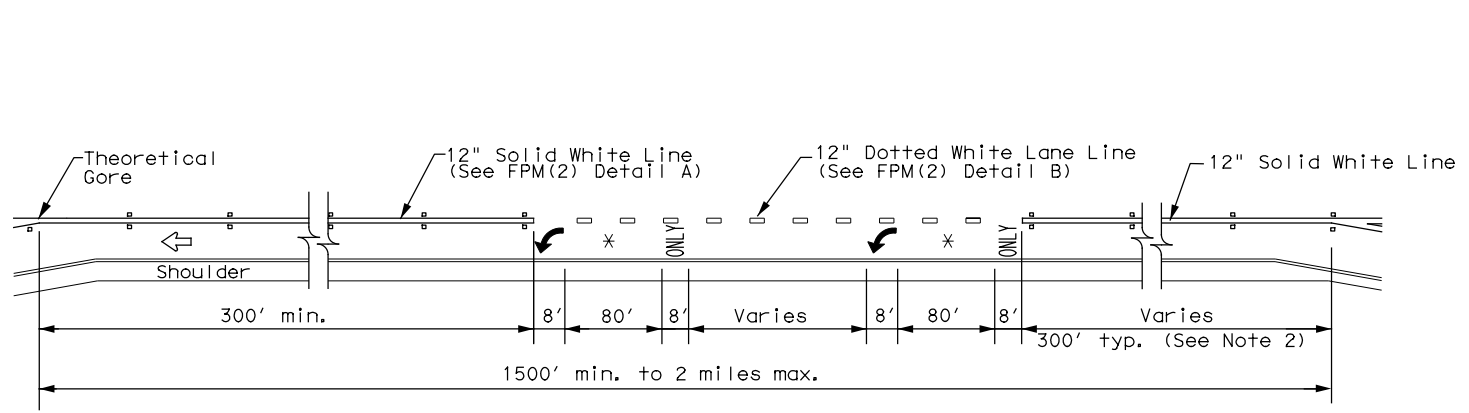 Theoretical
Gore
12" Solid White Line
(See FPM(2) Detail A)
12" Dotted White Lane Line
(See FPM(2) Detail B)
12" Solid White Line
*
ONLY
*
ONLY
Shoulder
300' min.
8'
80'
8'
Varies
8'
80'
8'
Varies
300' typ. (See Note 2)
1500' min. to 2 miles max.